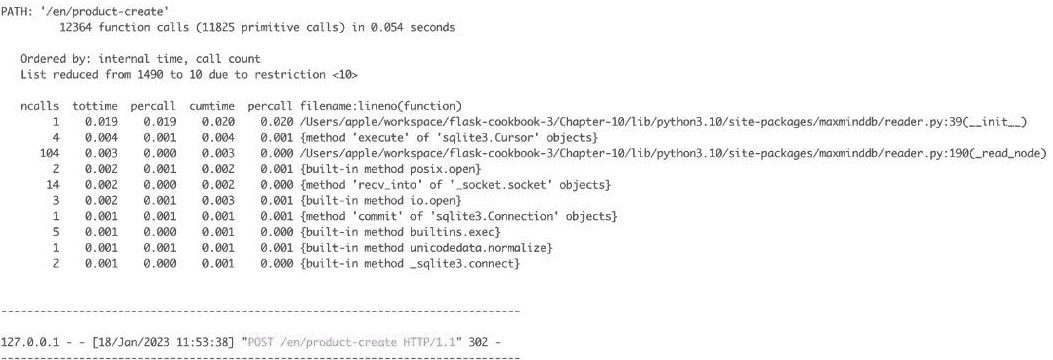 PATH: '/en/product-create'
12364 function calls (11825 primitive calls) in 0.054 seconds
Ordered by: internal time, call count
List reduced from 1490 to 10 due to restriction <10>
ncalls tottime percall cumtime percall filename:lineno(function)
1 0.019 0.019 0.020 0.020 /Users/apple/workspace/flask-cookbook-3/Chapter-10/lib/python3.10/site-packages/maxminddb/reader.py:39(__init__)
4 0.004 0.001 0.004 0.001 {method 'execute' of 'sqlite3.Cursor' objects}
104 0.003 0.000 0.003 0.000 /Users/apple/workspace/flask-cookbook-3/Chapter-10/lib/python3.10/site-packages/maxminddb/reader.py:190(_read_node)
2 0.002 0.001 0.002 0.001 {built-in method posix.open}
14 0.002 0.000 0.002 0.000 {method 'recv_into' of '_socket.socket' objects}
3 0.002 0.001 0.003 0.001 {built-in method io.open}
1 0.001 0.001 0.001 0.001 {method 'commit' of 'sqlite3.Connection' objects}
5 0.001 0.000 0.001 0.000 {built-in method builtins.exec}
1 0.001 0.001 0.001 0.001 {built-in method unicodedata.normalize}
2 0.001 0.000 0.001 0.000 {built-in method _sqlite3.connect}
--------------------------------------------------------------------------------
127.0.0.1 - - [18/Jan/2023 11:53:38] "POST /en/product-create HTTP/1.1" 302 -
--------------------------------------------------------------------------------